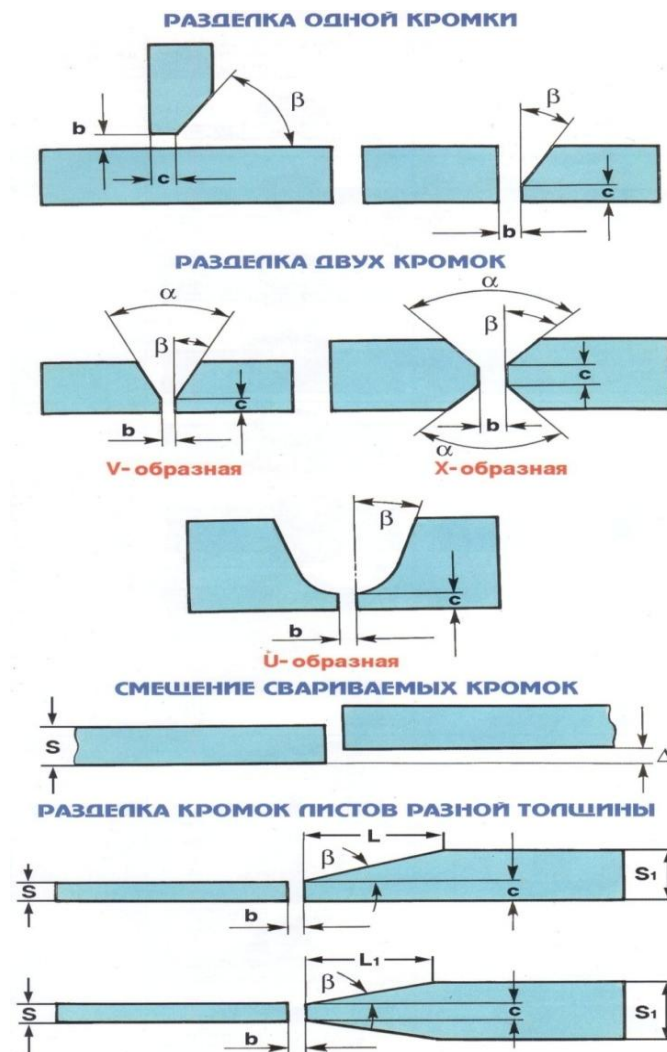 РАЗДЕЛКА ОДНОЙ КРОМКИ
β
b
c
β
c
b
РАЗДЕЛКА ДВУХ КРОМОК
α
β
c
b
V- образная
α
β
c
b
α
X- образная
β
c
b
U- образная
СМЕЩЕНИЕ СВАРИВАЕМЫХ КРОМОК
S
Δ
РАЗДЕЛКА КРОМОК ЛИСТОВ РАЗНОЙ ТОЛЩИНЫ
L
β
S
c
S₁
b
L₁
β
S
c
S₁
b